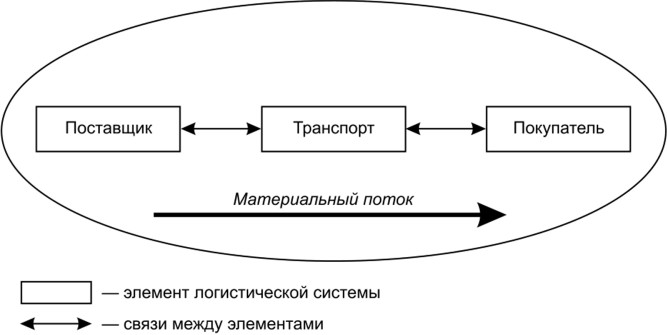 Поставщик
Транспорт
Покупатель
Материальный поток
— элемент логистической системы
— связи между элементами